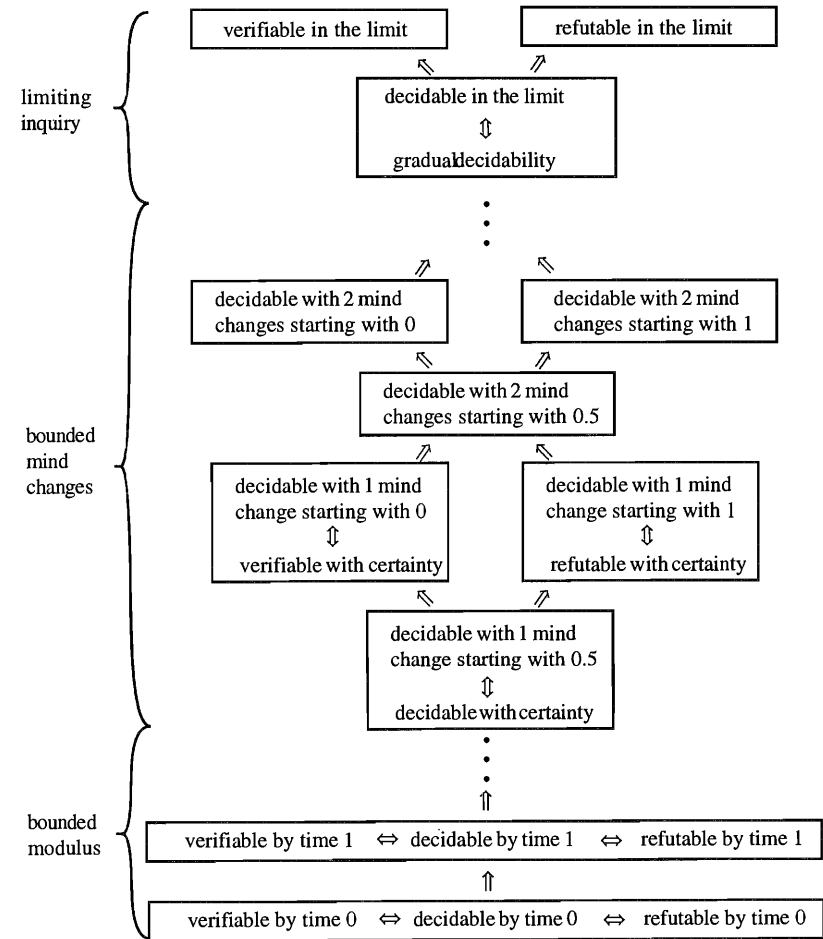 verifiable in the limit
refutable in the limit
limiting
inquiry
decidable in the limit
⇕
gradualdecidability
decidable with 2 mind
changes starting with 0
decidable with 2 mind
changes starting with 1
decidable with 2 mind
changes starting with 0.5
bounded
mind
changes
decidable with 1 mind
change starting with 0
⇕
verifiable with certainty
decidable with 1 mind
change starting with 1
⇕
refutable with certainty
decidable with 1 mind
change starting with 0.5
⇕
decidable with certainty
bounded
modulus
verifiable by time 1 ⇔ decidable by time 1 ⇔ refutable by time 1
verifiable by time 0 ⇔ decidable by time 0 ⇔ refutable by time 0